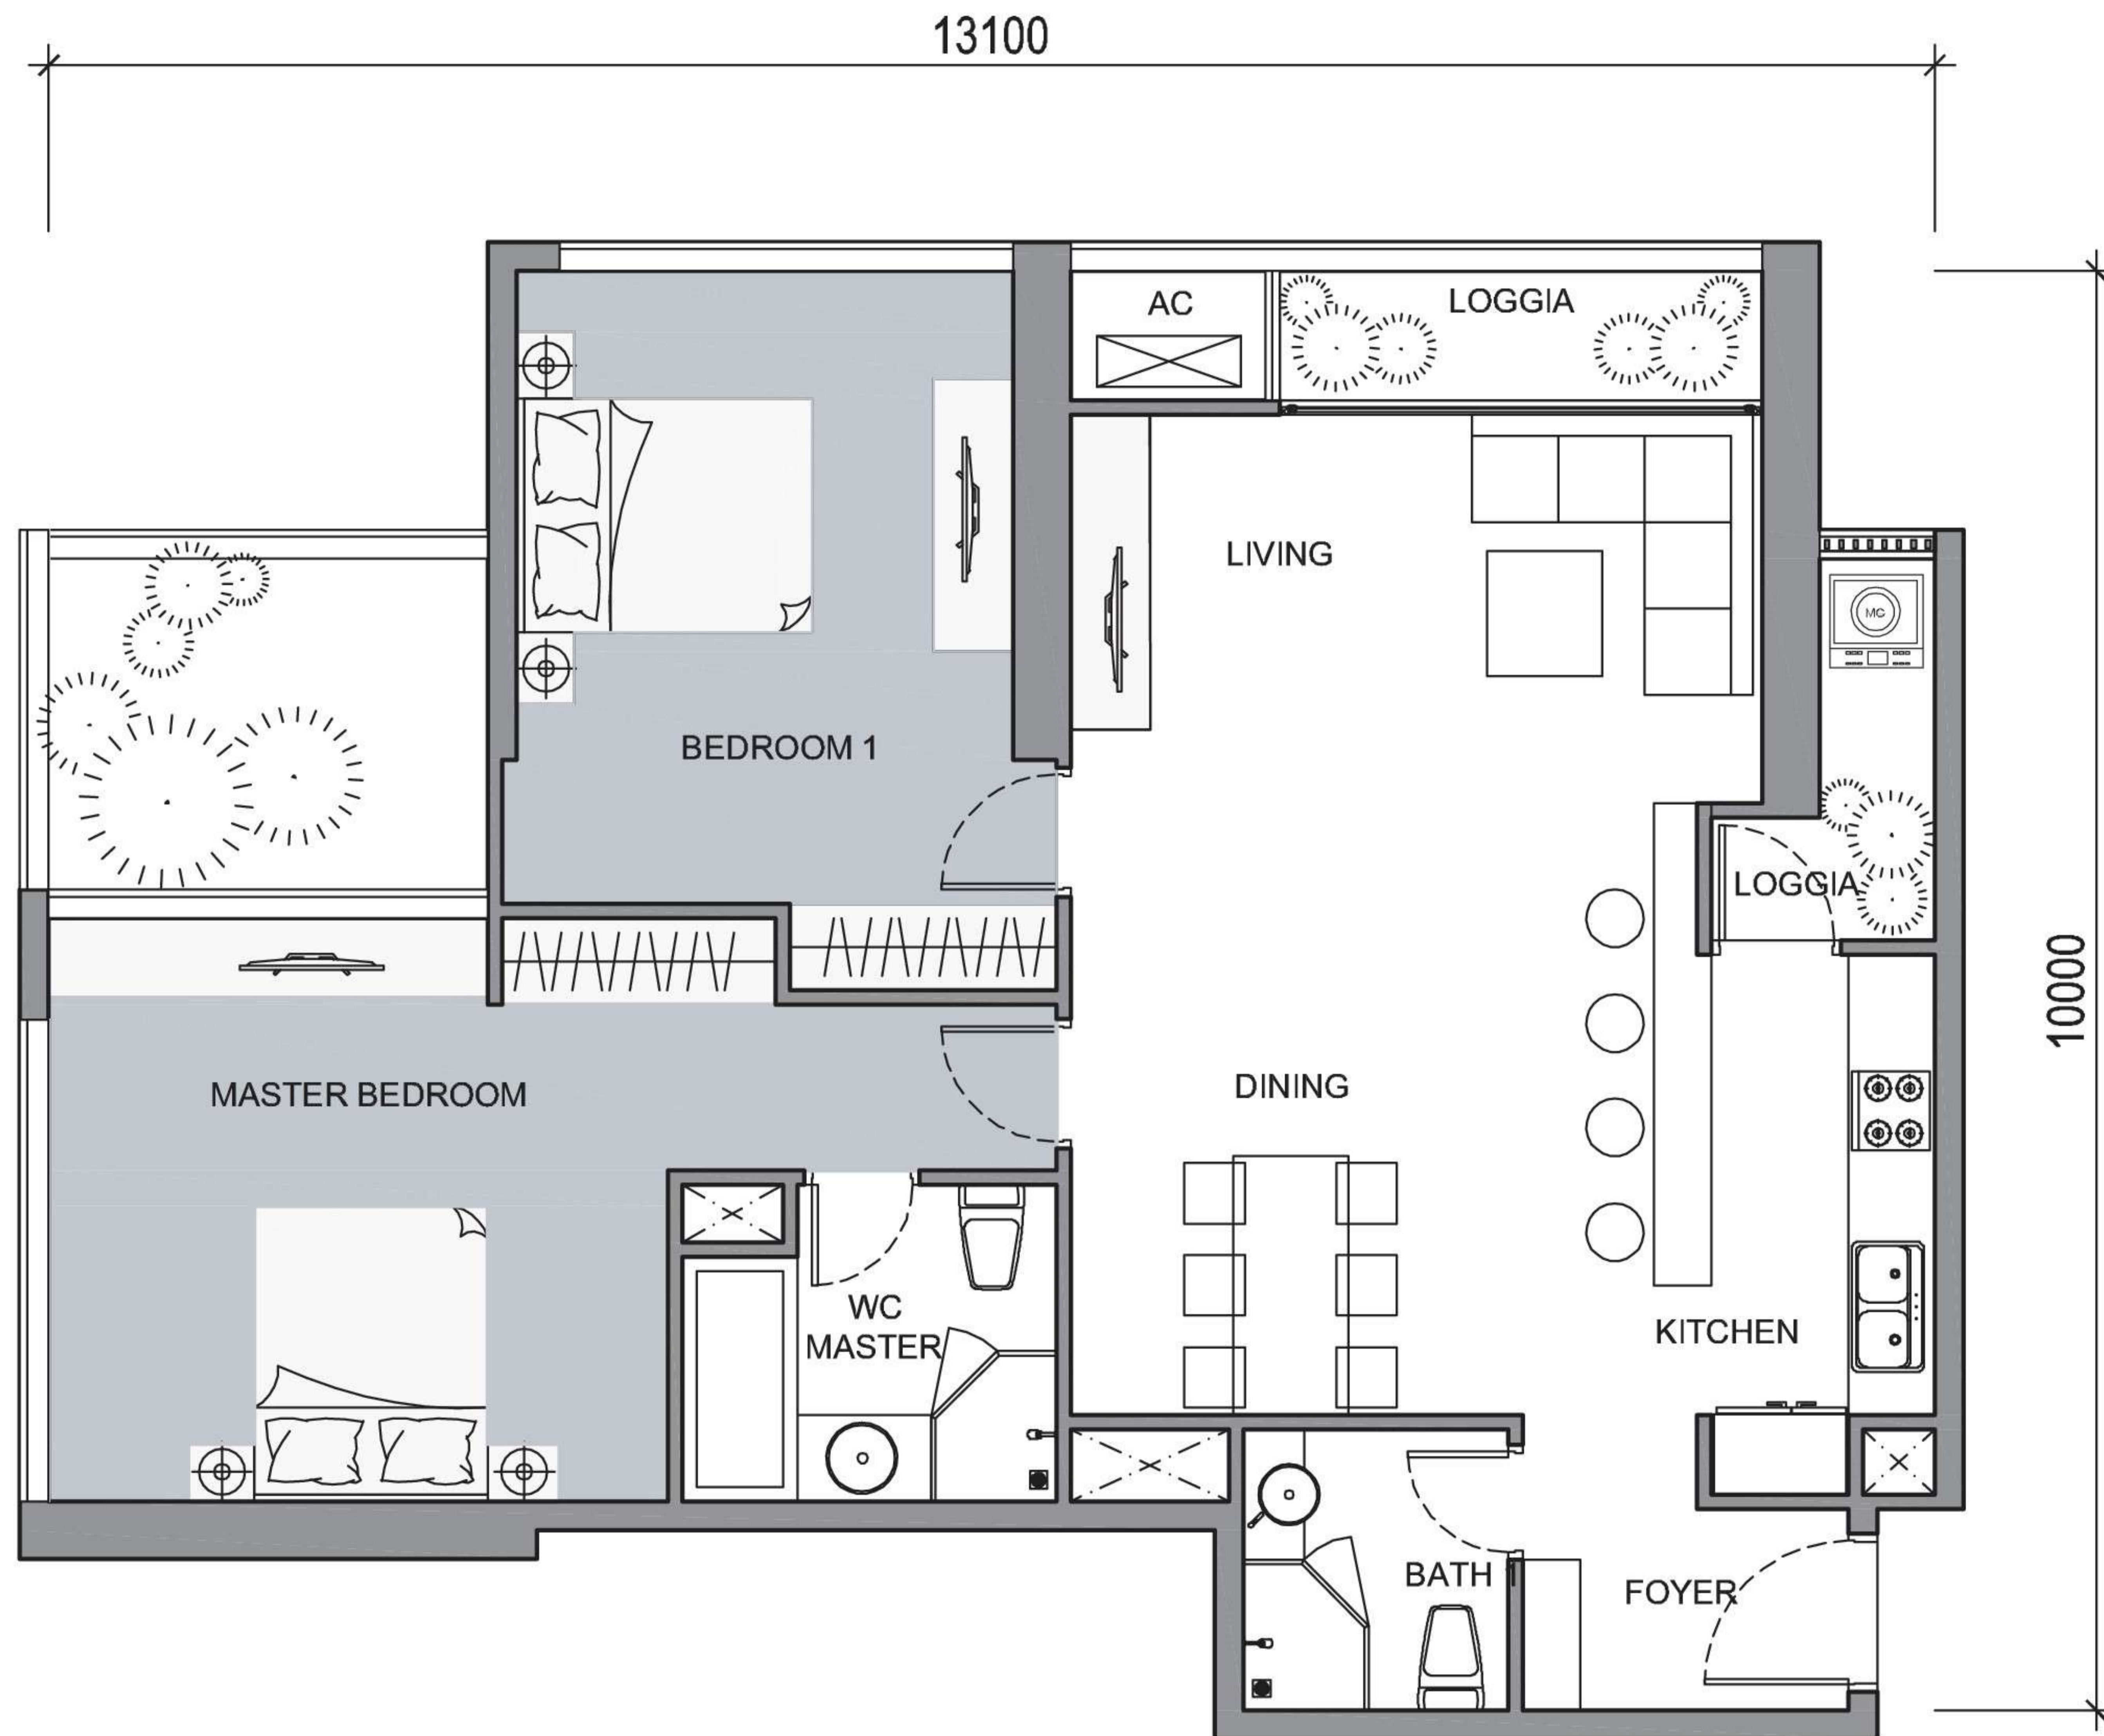 13100
AC
LOGGIA
LIVING
MC
BEDROOM 1
LOGGIA
10000
MASTER BEDROOM
DINING
WC
MASTER
KITCHEN
BATH 1
FOYER